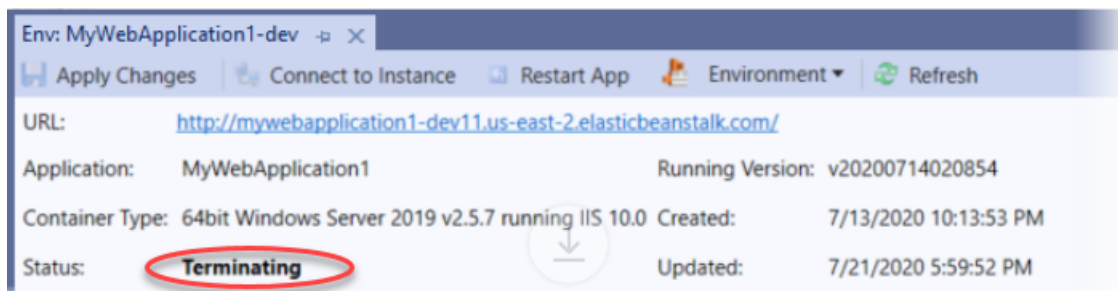 Env: MyWebApplication1-dev
Apply Changes Connect to Instance Restart App Environment Refresh
URL: http://mywebapplication1-dev11.us-east-2.elasticbeanstalk.com/
Application: MyWebApplication1 Running Version: v20200714020854
Container Type: 64bit Windows Server 2019 v2.5.7 running IIS 10.0 Created: 7/13/2020 10:13:53 PM
Status: Terminating Updated: 7/21/2020 5:59:52 PM